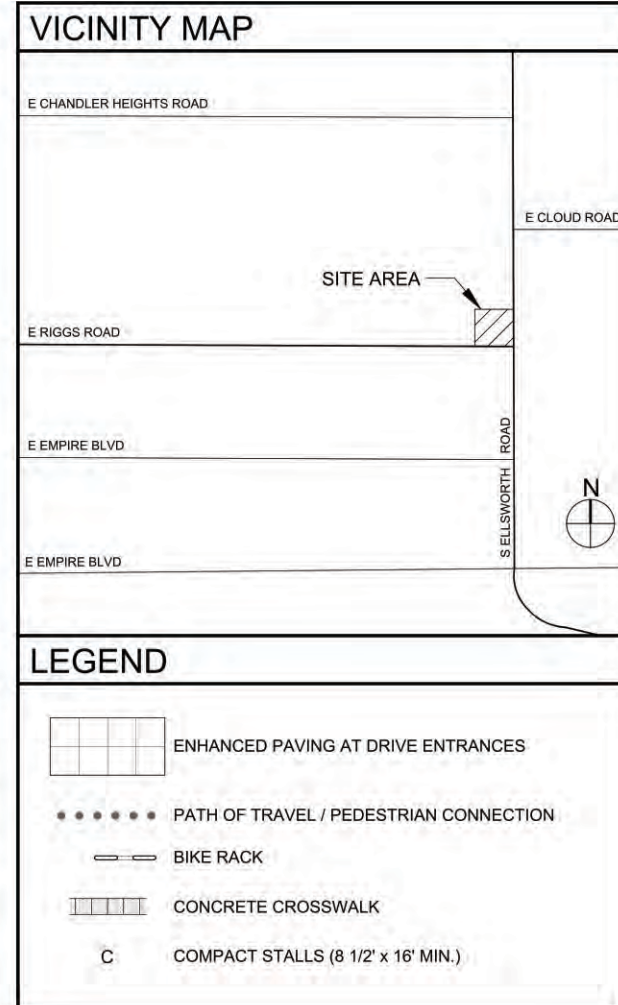 VICINITY MAP
E CHANDLER HEIGHTS ROAD
E CLOUD ROAD
SITE AREA
E RIGGS ROAD
E EMPIRE BLVD
S ELLSWORTH ROAD
N
E EMPIRE BLVD
LEGEND
ENHANCED PAVING AT DRIVE ENTRANCES
PATH OF TRAVEL / PEDESTRIAN CONNECTION
BIKE RACK
CONCRETE CROSSWALK
C COMPACT STALLS (8 1/2' x 16' MIN.)